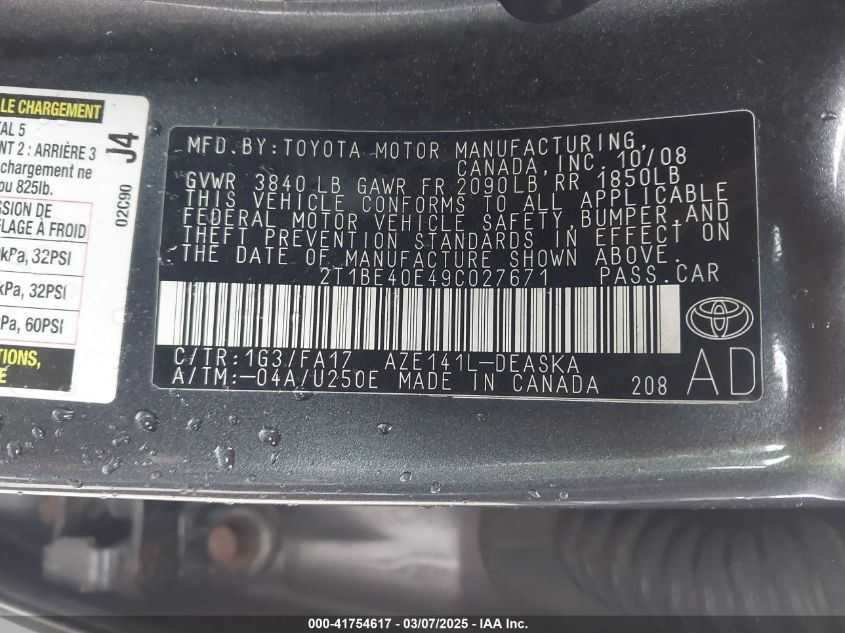 LE CHARGEMENT
TAL 5
NT 2 : ARRIÈRE 3
chargement ne
ou 825lb.
SSION DE
FLAGE À FROID
kPa, 32PSI
kPa, 32PSI
Pa, 60PSI
J4
02C90
MFD. BY: TOYOTA MOTOR MANUFACTURING,
CANADA, INC. 10/08
GVWR 3840 LB GAWR FR 2090LB RR 1850LB
THIS VEHICLE CONFORMS TO ALL APPLICABLE
FEDERAL MOTOR VEHICLE SAFETY, BUMPER, AND
THEFT PREVENTION STANDARDS IN EFFECT ON
THE DATE OF MANUFACTURE SHOWN ABOVE.
2T1BE40E49C027671 PASS. CAR
C/TR: 1G3/FA17 AZE141L-DEASKA
A/TM: -04A/U250E MADE IN CANADA 208 AD
000-41754617 - 03/07/2025 - IAA Inc.